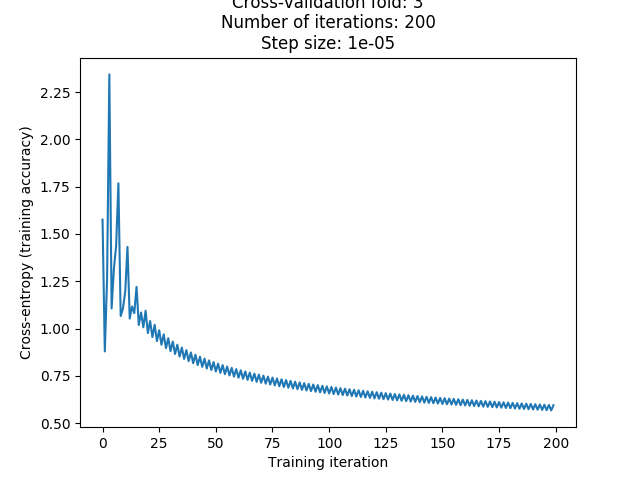 Cross-validation fold: 3
Number of iterations: 200
Step size: 1e-05
Cross-entropy (training accuracy)
2.25
2.00
1.75
1.50
1.25
1.00
0.75
0.50
0 25 50 75 100 125 150 175 200
Training iteration